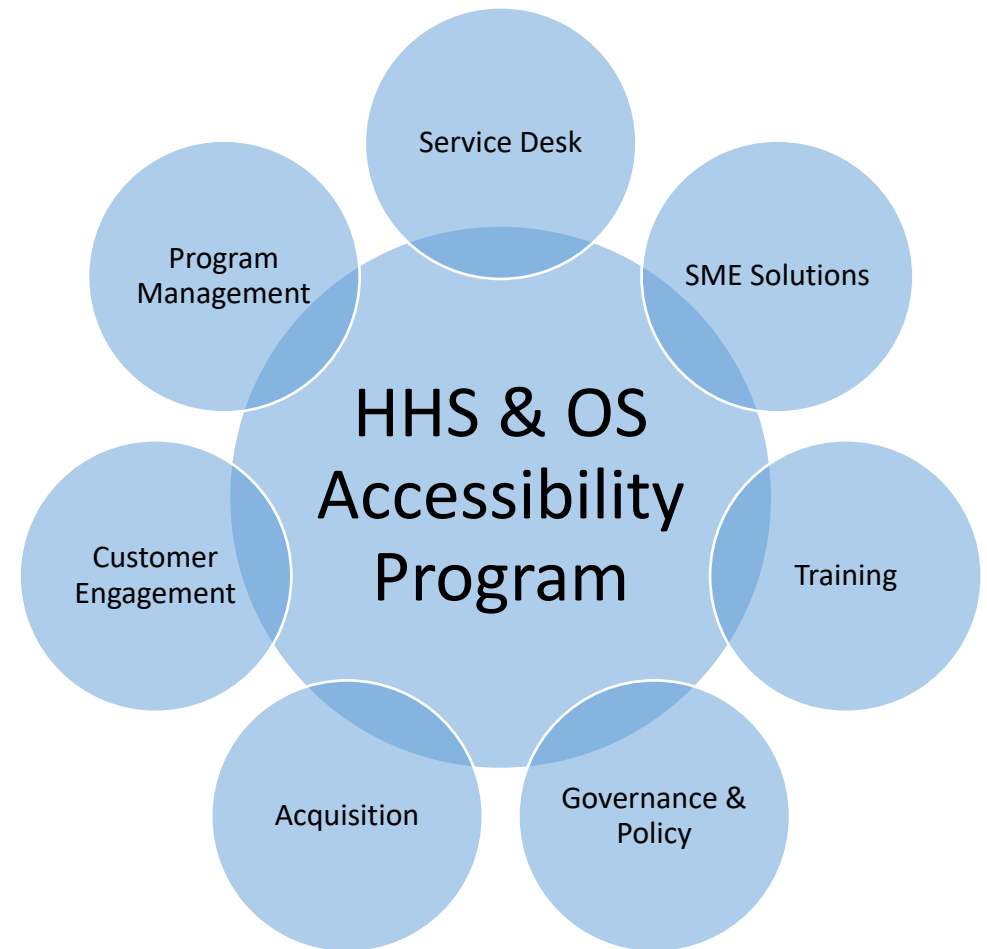 Service Desk
Program
Management
SME Solutions
HHS & OS
Accessibility
Program
Customer
Engagement
Training
Acquisition
Governance &
Policy